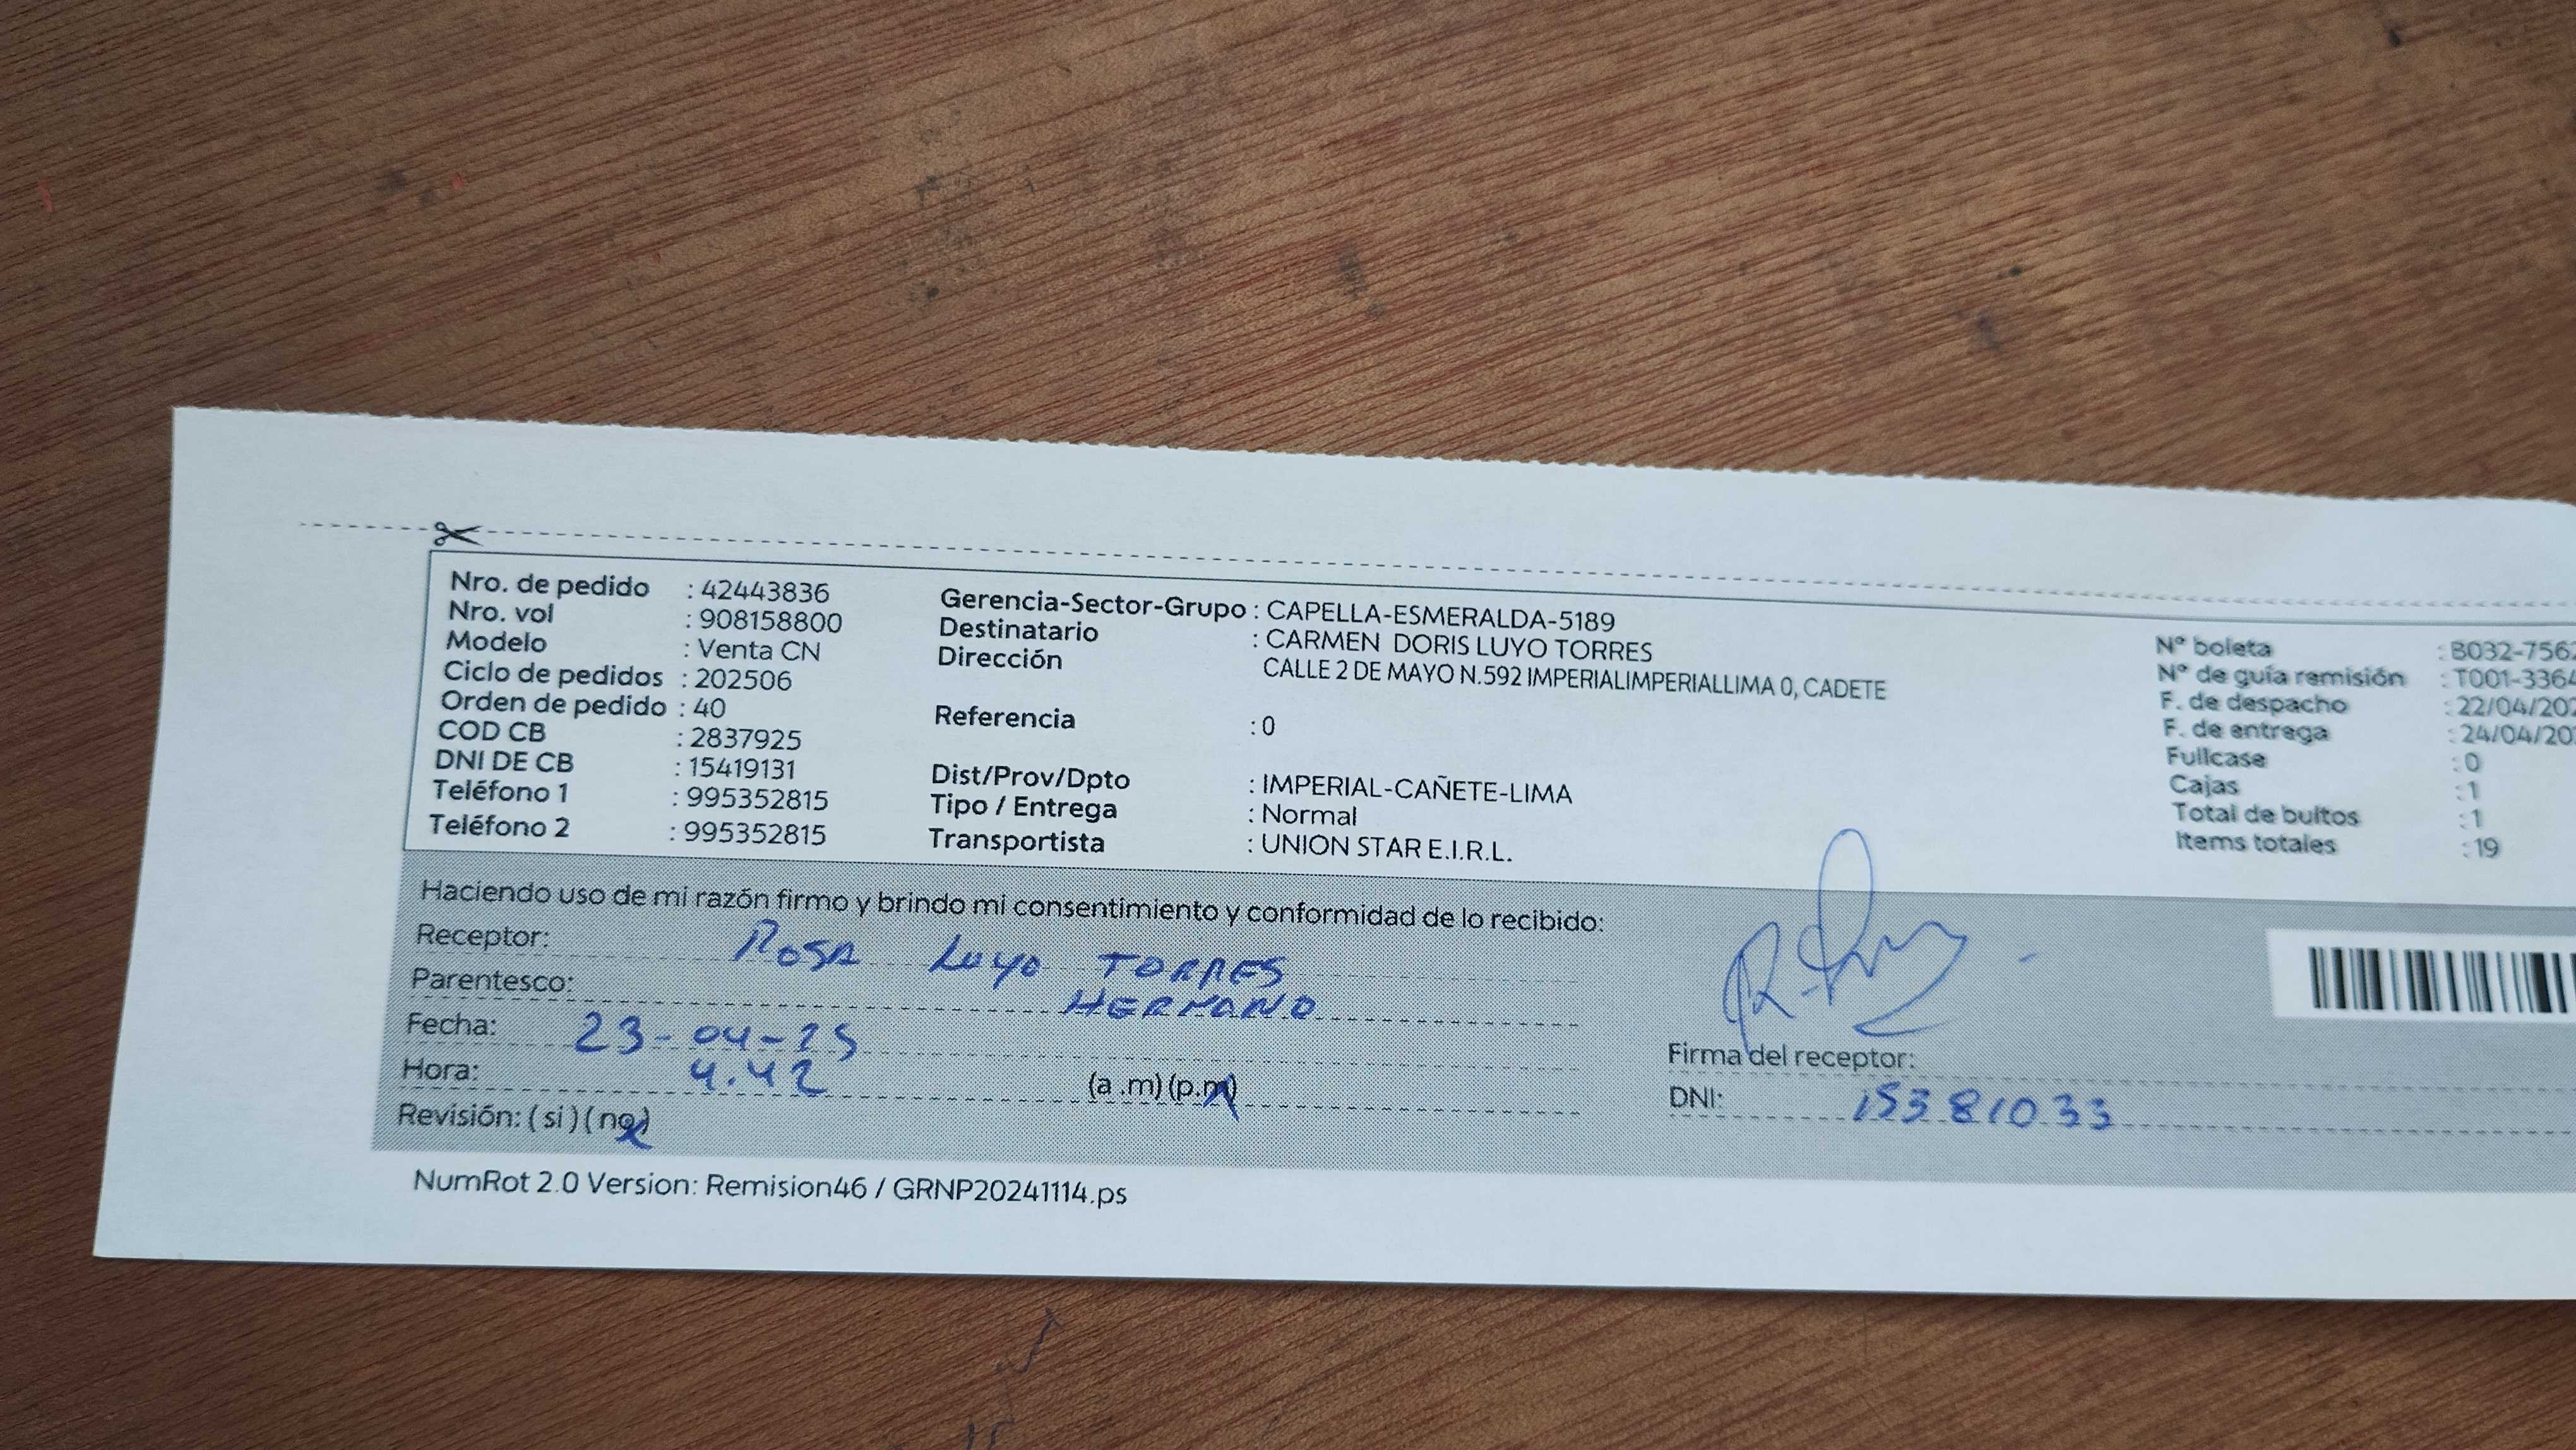 Nro. de pedido : 42443836
Nro. vol : 908158800
Modelo : Venta CN
Ciclo de pedidos : 202506
Orden de pedido : 40
COD CB : 2837925
DNI DE CB : 15419131
Teléfono 1 : 995352815
Teléfono 2 : 995352815
Gerencia-Sector-Grupo : CAPELLA-ESMERALDA-5189
Destinatario : CARMEN DORIS LUYO TORRES
Dirección CALLE 2 DE MAYO N.592 IMPERIALIMPERIALLIMA 0, CADETE
Referencia : 0
Dist/Prov/Dpto : IMPERIAL-CAÑETE-LIMA
Tipo / Entrega : Normal
Transportista : UNION STAR E.I.R.L.
Nº boleta : B032-756
Nº de guía remisión : T001-3364
F. de despacho : 22/04/20
F. de entrega : 24/04/20
Fullcase : 0
Cajas : 1
Total de bultos : 1
Items totales : 19
Haciendo uso de mi razón firmo y brindo mi consentimiento y conformidad de lo recibido:
Receptor: ROSA LUYO TORRES
Parentesco: HERMANO
Fecha: 23-04-25
Hora: 4.42 (a .m) (p.m)
Revisión: ( si ) ( no )
Firma del receptor:
DNI: 15381033
NumRot 2.0 Version: Remision46 / GRNP20241114.ps